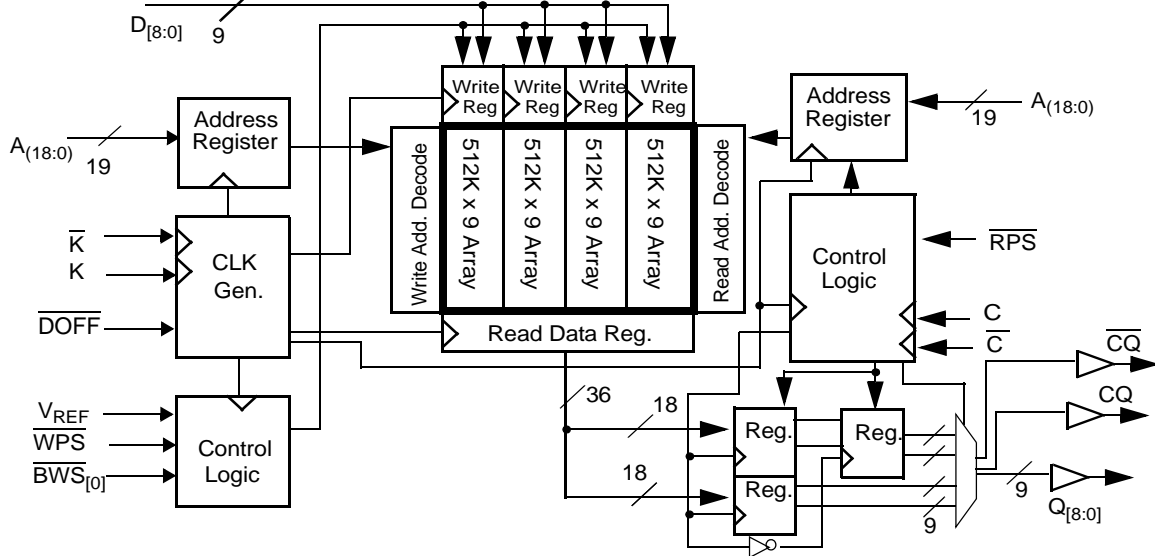 D[8:0]
9
Write Reg
Write Reg
Write Reg
Write Reg
Address
Register
A(18:0)
19
Address
Register
A(18:0)
19
Write Add. Decode
512K x 9 Array
512K x 9 Array
512K x 9 Array
512K x 9 Array
Read Add. Decode
K
K
DOFF
CLK
Gen.
Control
Logic
RPS
C
C
Read Data Reg.
CQ
CQ
VREF
WPS
BWS[0]
Control
Logic
36
18
18
Reg.
Reg.
Reg.
9
9
Q[8:0]